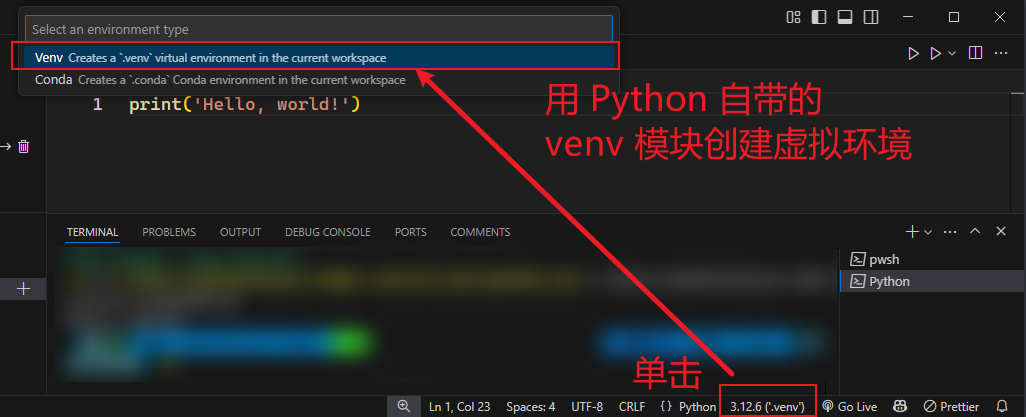 Select an environment type
Venv Creates a `.venv` virtual environment in the current workspace
Conda Creates a `.conda` Conda environment in the current workspace
1 print('Hello, world!')
用 Python 自带的
venv 模块创建虚拟环境
TERMINAL PROBLEMS OUTPUT DEBUG CONSOLE PORTS COMMENTS
pwsh
Python
单击
Ln 1, Col 23 Spaces: 4 UTF-8 CRLF { } Python 3.12.6 ('.venv') Go Live Prettier